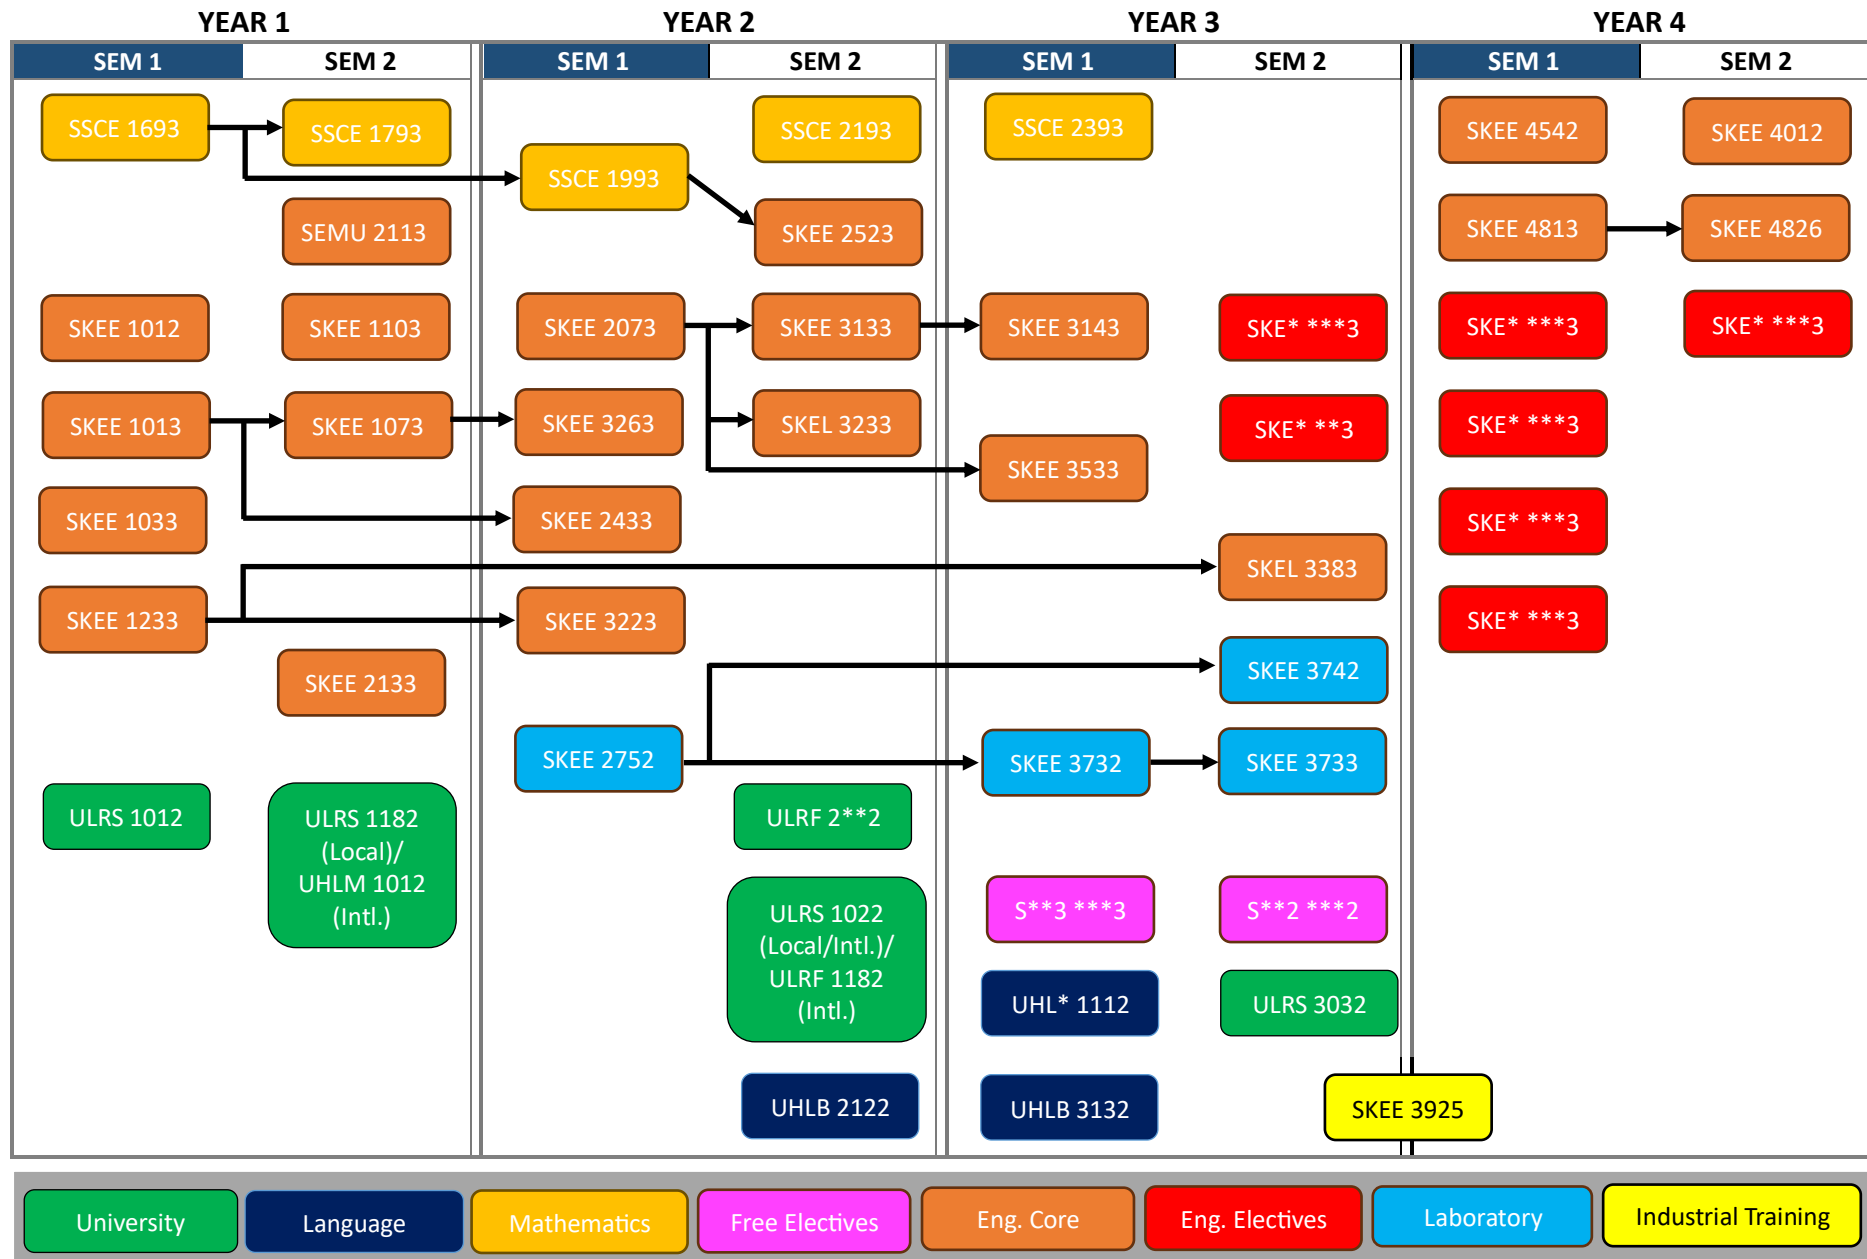 YEAR 1
YEAR 2
YEAR 3
YEAR 4
SEM 1
SEM 2
SEM 1
SEM 2
SEM 1
SEM 2
SEM 1
SEM 2
SSCE 1693
SSCE 1793
SEMU 2113
SKEE 1012
SKEE 1103
SKEE 1013
SKEE 1073
SKEE 1033
SKEE 1233
SKEE 2133
ULRS 1012
ULRS 1182
(Local)/
UHLM 1012
(Intl.)
SSCE 1993
SSCE 2193
SKEE 2523
SKEE 2073
SKEE 3133
SKEE 3263
SKEL 3233
SKEE 2433
SKEE 3223
SKEE 2752
ULRF 2**2
ULRS 1022
(Local/Intl.)/
ULRF 1182
(Intl.)
UHLB 2122
SSCE 2393
SKEE 3143
SKE* ***3
SKE* **3
SKEE 3533
SKEL 3383
SKEE 3742
SKEE 3732
SKEE 3733
S**3 ***3
S**2 ***2
UHL* 1112
ULRS 3032
UHLB 3132
SKEE 3925
SKEE 4542
SKEE 4012
SKEE 4813
SKEE 4826
SKE* ***3
SKE* ***3
SKE* ***3
SKE* ***3
SKE* ***3
University
Language
Mathematics
Free Electives
Eng. Core
Eng. Electives
Laboratory
Industrial Training